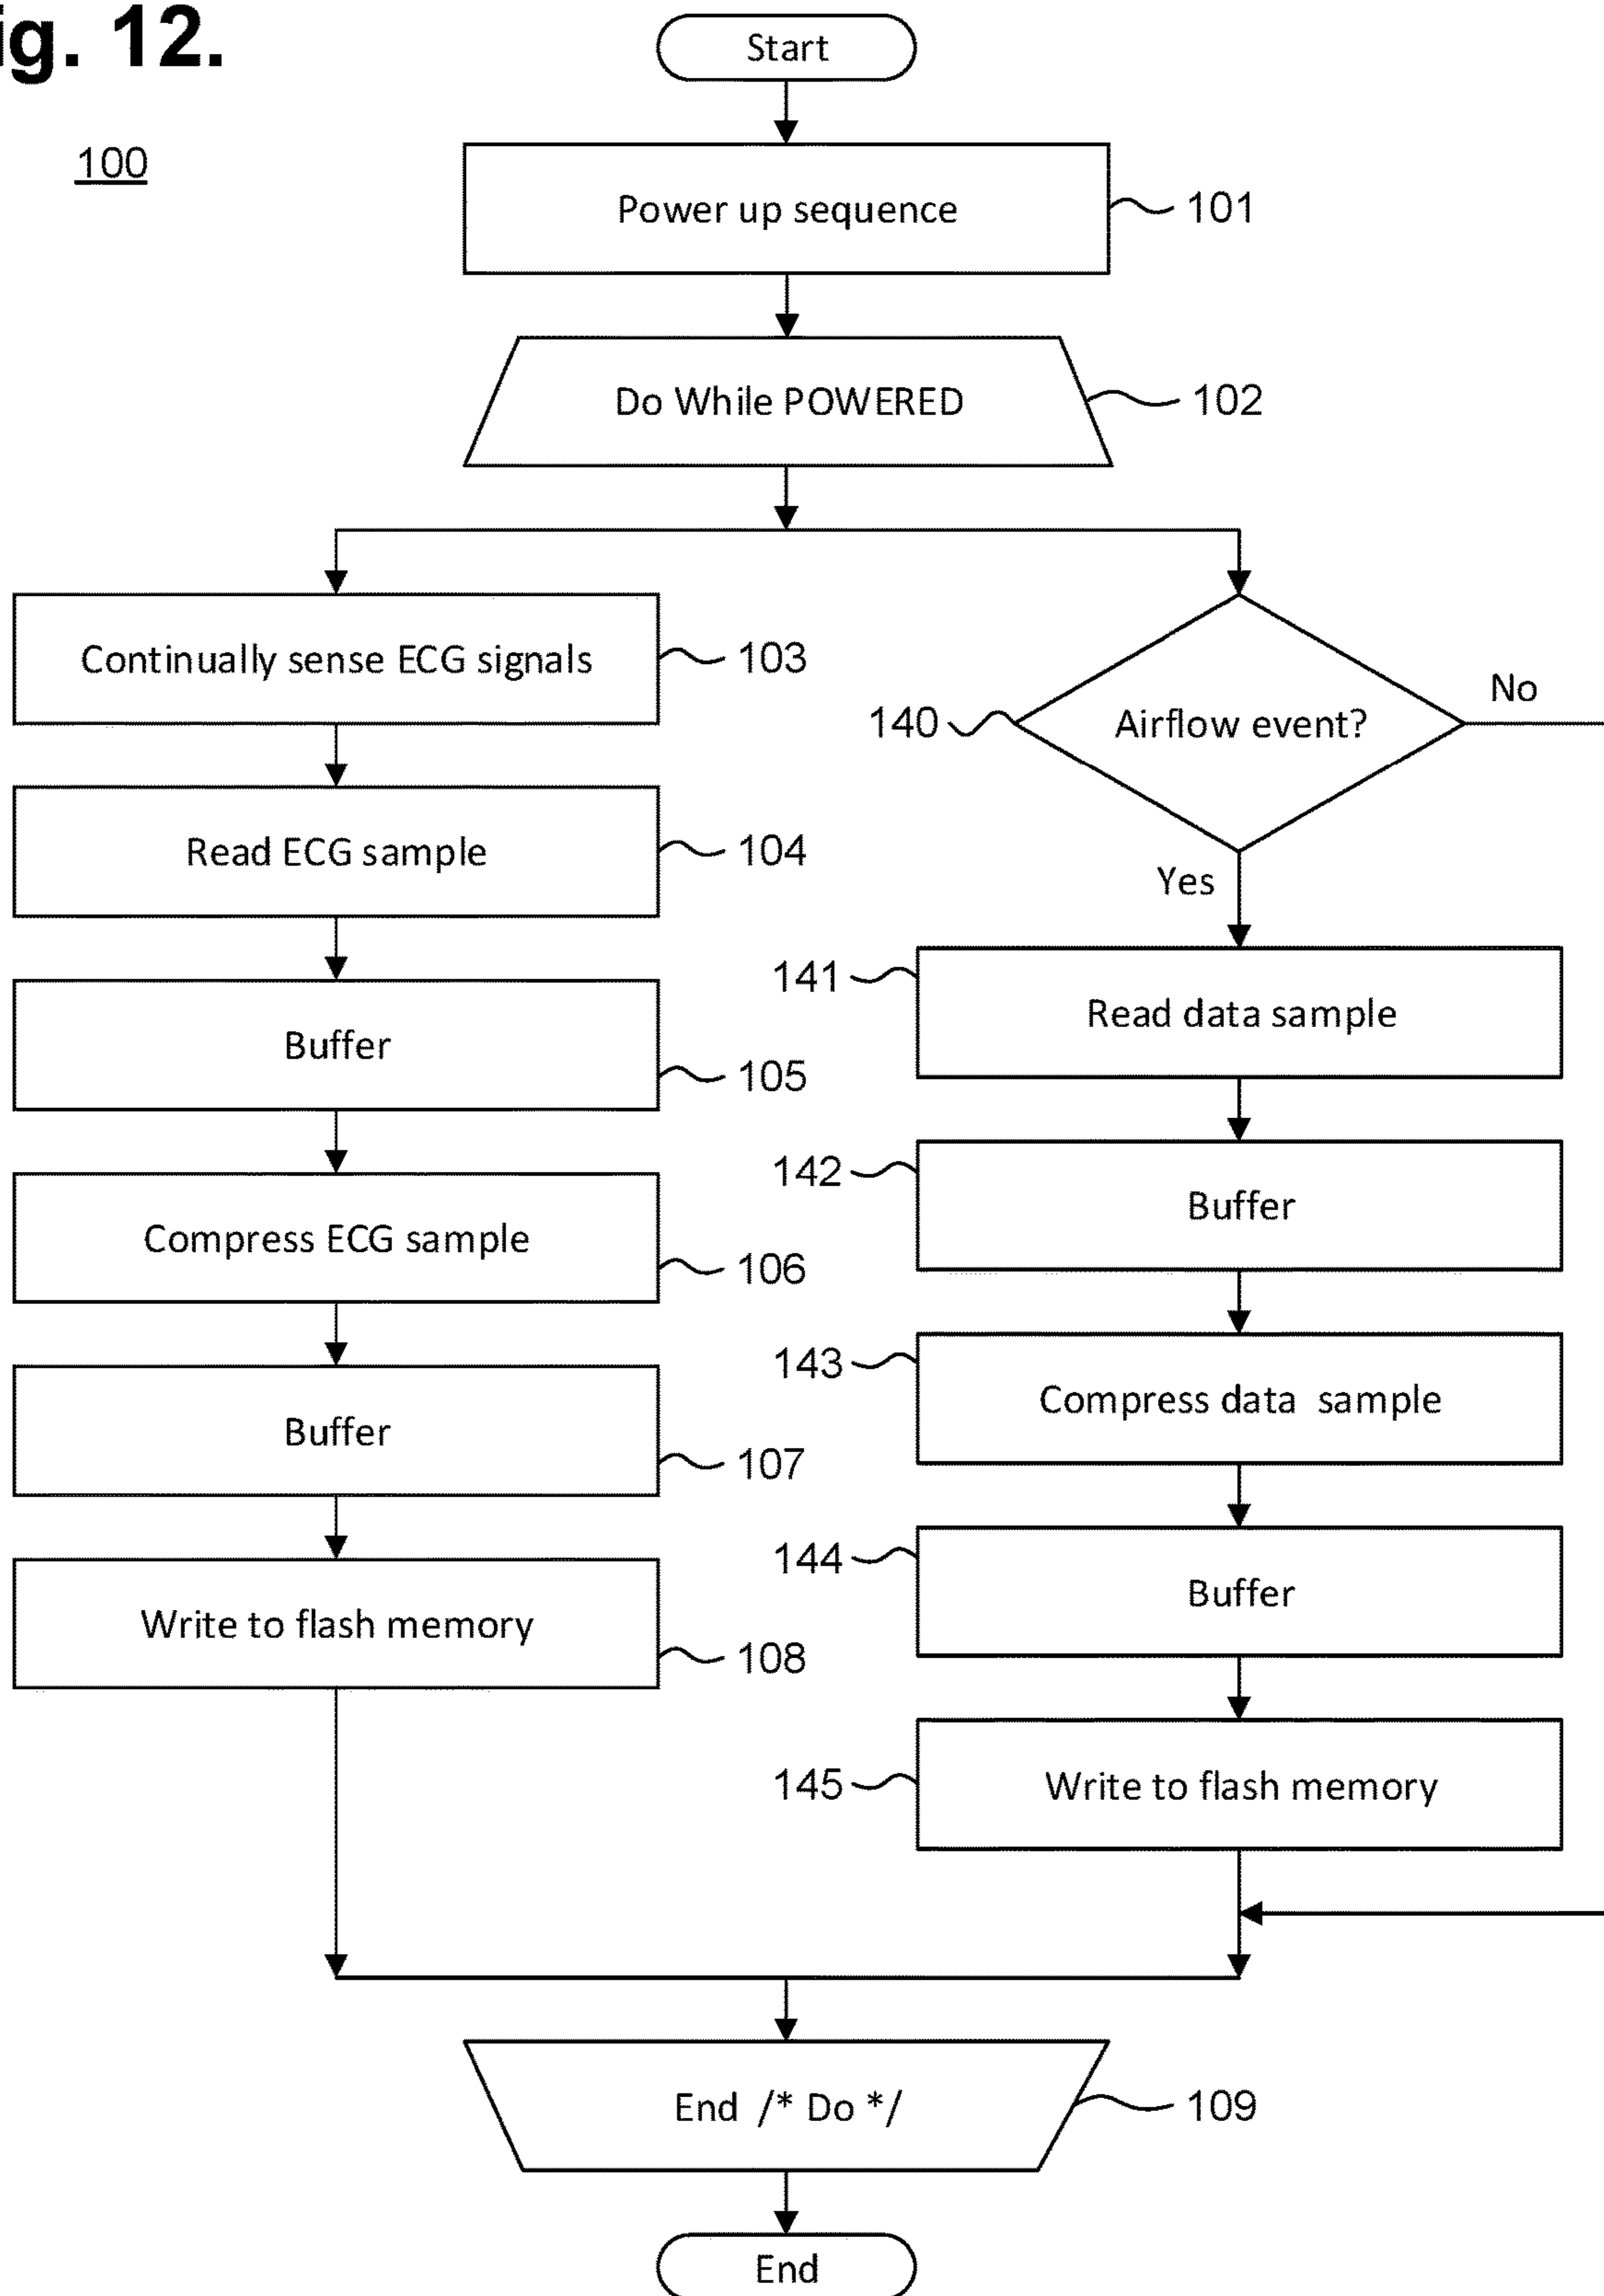 ig. 12.
Start
100
Power up sequence
101
Do While POWERED
102
Continually sense ECG signals
103
No
140
Airflow event?
Read ECG sample
104
Yes
141
Read data sample
Buffer
105
142
Buffer
Compress ECG sample
106
143
Compress data sample
Buffer
107
144
Buffer
Write to flash memory
108
145
Write to flash memory
End /* Do */
109
End